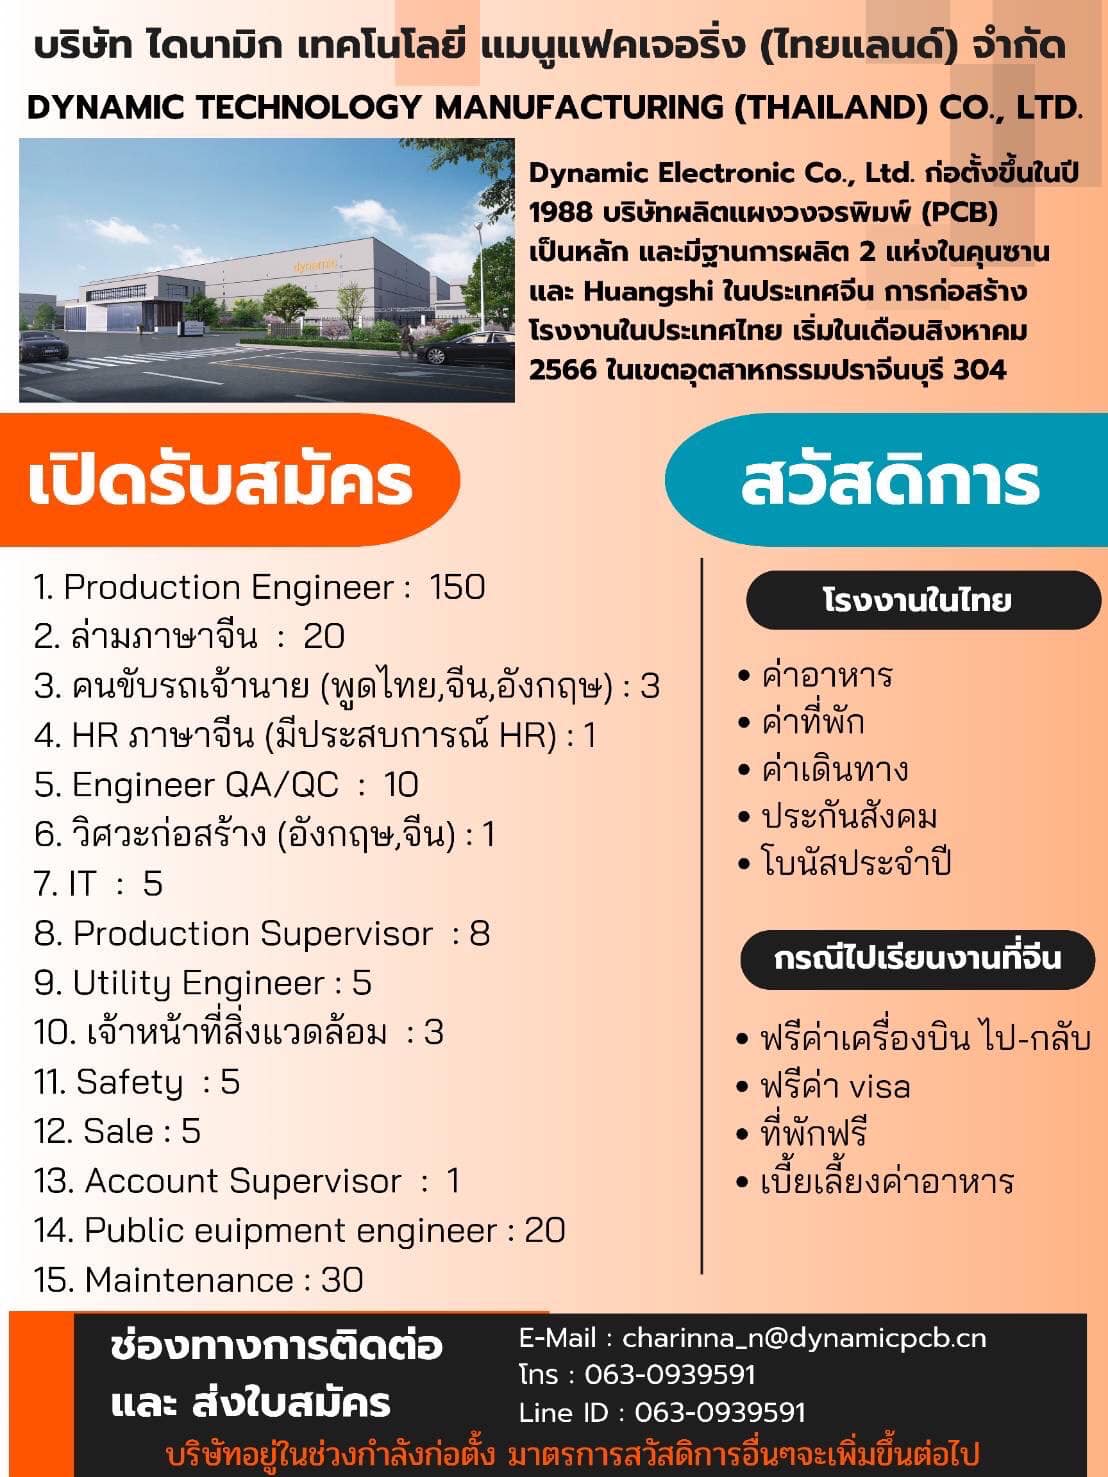 บริษัท ไดนามิก เทคโนโลยี แมนูแฟคเจอริ่ง (ไทยแลนด์) จำกัด
DYNAMIC TECHNOLOGY MANUFACTURING (THAILAND) CO., LTD.
dynamic
Dynamic Electronic Co., Ltd. ก่อตั้งขึ้นในปี
1988 บริษัทผลิตแผงวงจรพิมพ์ (PCB)
เป็นหลัก และมีฐานการผลิต 2 แห่งในคุนซาน
และ Huangshi ในประเทศจีน การก่อสร้าง
โรงงานในประเทศไทย เริ่มในเดือนสิงหาคม
2566 ในเขตอุตสาหกรรมปราจีนบุรี 304
เปิดรับสมัคร
1. Production Engineer : 150
2. ล่ามภาษาจีน : 20
3. คนขับรถเจ้านาย (พูดไทย,จีน,อังกฤษ) : 3
4. HR ภาษาจีน (มีประสบการณ์ HR) : 1
5. Engineer QA/QC : 10
6. วิศวะก่อสร้าง (อังกฤษ,จีน) : 1
7. IT : 5
8. Production Supervisor : 8
9. Utility Engineer : 5
10. เจ้าหน้าที่สิ่งแวดล้อม : 3
11. Safety : 5
12. Sale : 5
13. Account Supervisor : 1
14. Public euipment engineer : 20
15. Maintenance : 30
สวัสดิการ
โรงงานในไทย
• ค่าอาหาร
• ค่าที่พัก
• ค่าเดินทาง
• ประกันสังคม
• โบนัสประจำปี
กรณีไปเรียนงานที่จีน
• ฟรีค่าเครื่องบิน ไป-กลับ
• ฟรีค่า visa
• ที่พักฟรี
• เบี้ยเลี้ยงค่าอาหาร
ช่องทางการติดต่อ
และ ส่งใบสมัคร
E-Mail : charinna_n@dynamicpcb.cn
โทร : 063-0939591
Line ID : 063-0939591
บริษัทอยู่ในช่วงกำลังก่อตั้ง มาตรการสวัสดิการอื่นๆจะเพิ่มขึ้นต่อไป